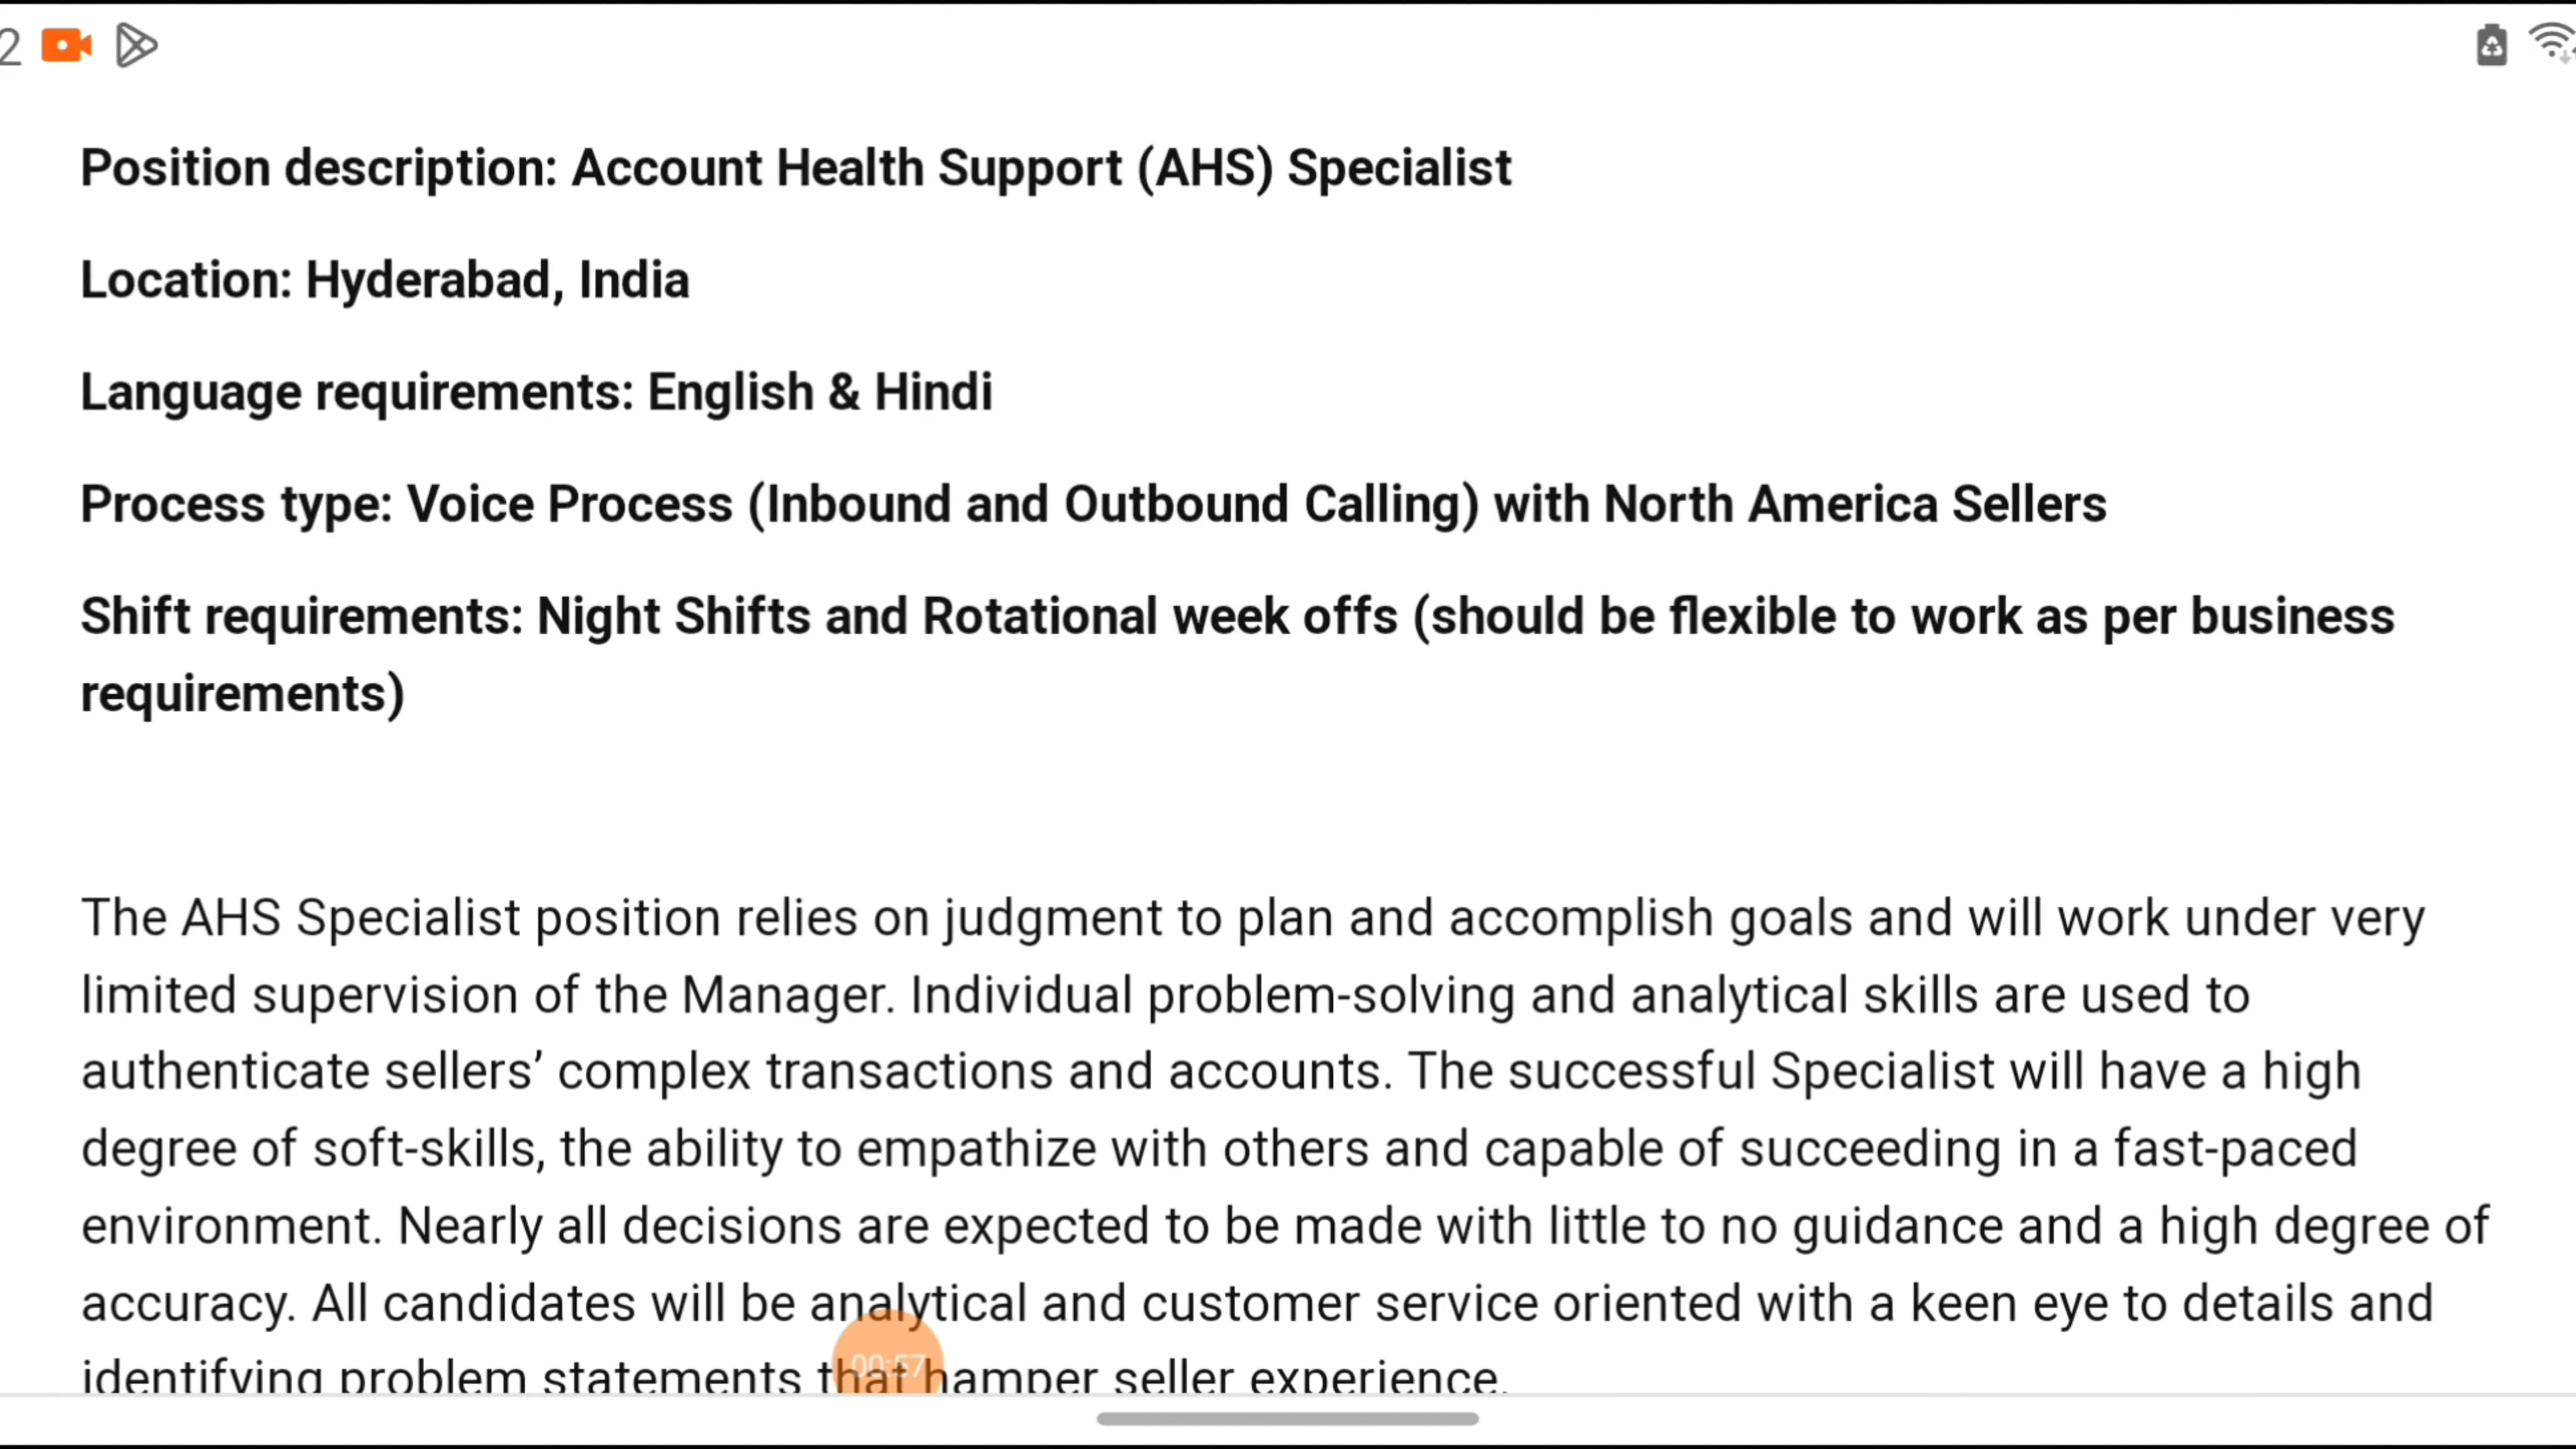 2
Position description: Account Health Support (AHS) Specialist
Location: Hyderabad, India
Language requirements: English & Hindi
Process type: Voice Process (Inbound and Outbound Calling) with North America Sellers
Shift requirements: Night Shifts and Rotational week offs (should be flexible to work as per business
requirements)
The AHS Specialist position relies on judgment to plan and accomplish goals and will work under very
limited supervision of the Manager. Individual problem-solving and analytical skills are used to
authenticate sellers’ complex transactions and accounts. The successful Specialist will have a high
degree of soft-skills, the ability to empathize with others and capable of succeeding in a fast-paced
environment. Nearly all decisions are expected to be made with little to no guidance and a high degree of
accuracy. All candidates will be analytical and customer service oriented with a keen eye to details and
identifying problem statements that hamper seller experience.
00:57